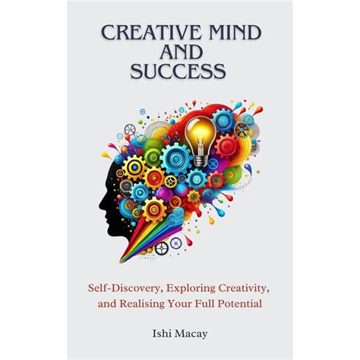 CREATIVE MIND
AND
SUCCESS
Self-Discovery, Exploring Creativity,
and Realising Your Full Potential
Ishi Macay